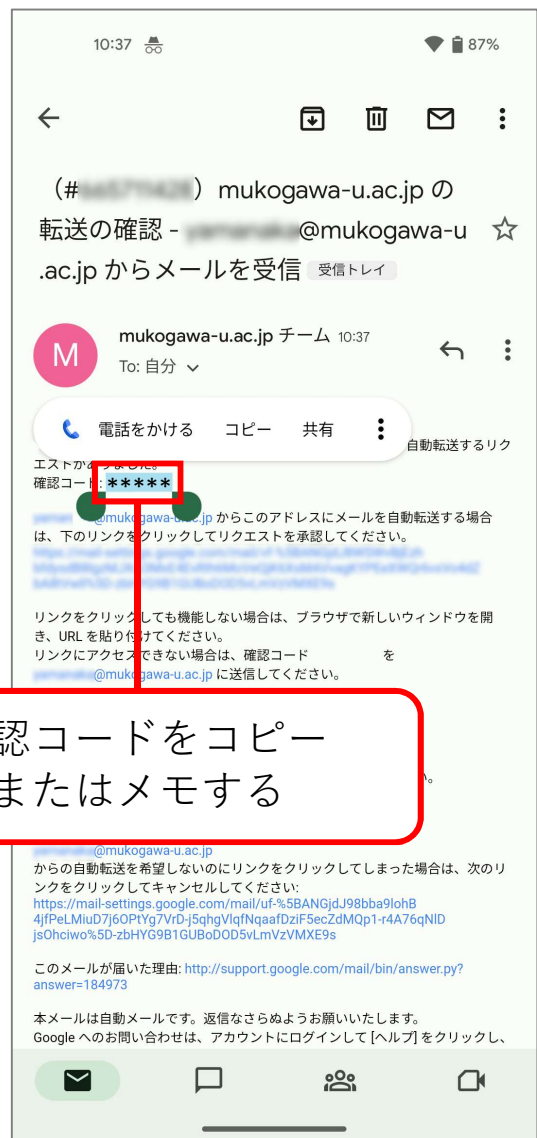 10:37
87%
(# ) mukogawa-u.ac.jp の
転送の確認 - @mukogawa-u
.ac.jp からメールを受信 受信トレイ
M
mukogawa-u.ac.jp チーム 10:37
To: 自分
電話をかける コピー 共有
自動転送するリク
エストがありました。
確認コード: *****
@mukogawa-u.ac.jp からこのアドレスにメールを自動転送する場合
は、下のリンクをクリックしてリクエストを承認してください。
リンクをクリックしても機能しない場合は、ブラウザで新しいウィンドウを開
き、URL を貼り付けてください。
リンクにアクセスできない場合は、確認コード を
@mukogawa-u.ac.jp に送信してください。
認コードをコピー
またはメモする
い。
@mukogawa-u.ac.jp
からの自動転送を希望しないのにリンクをクリックしてしまった場合は、次のリ
ンクをクリックしてキャンセルしてください:
https://mail-settings.google.com/mail/uf-%5BANGjdJ98bba9lohB
4jfPeLMiuD7j6OPtYg7VrD-j5qhgVlqfNqaafDziF5ecZdMQp1-r4A76qNlD
jsOhciwo%5D-zbHYG9B1GUBoDOD5vLmVzVMXE9s
このメールが届いた理由: http://support.google.com/mail/bin/answer.py?
answer=184973
本メールは自動メールです。返信なさらぬようお願いいたします。
Google へのお問い合わせは、アカウントにログインして [ヘルプ] をクリックし、